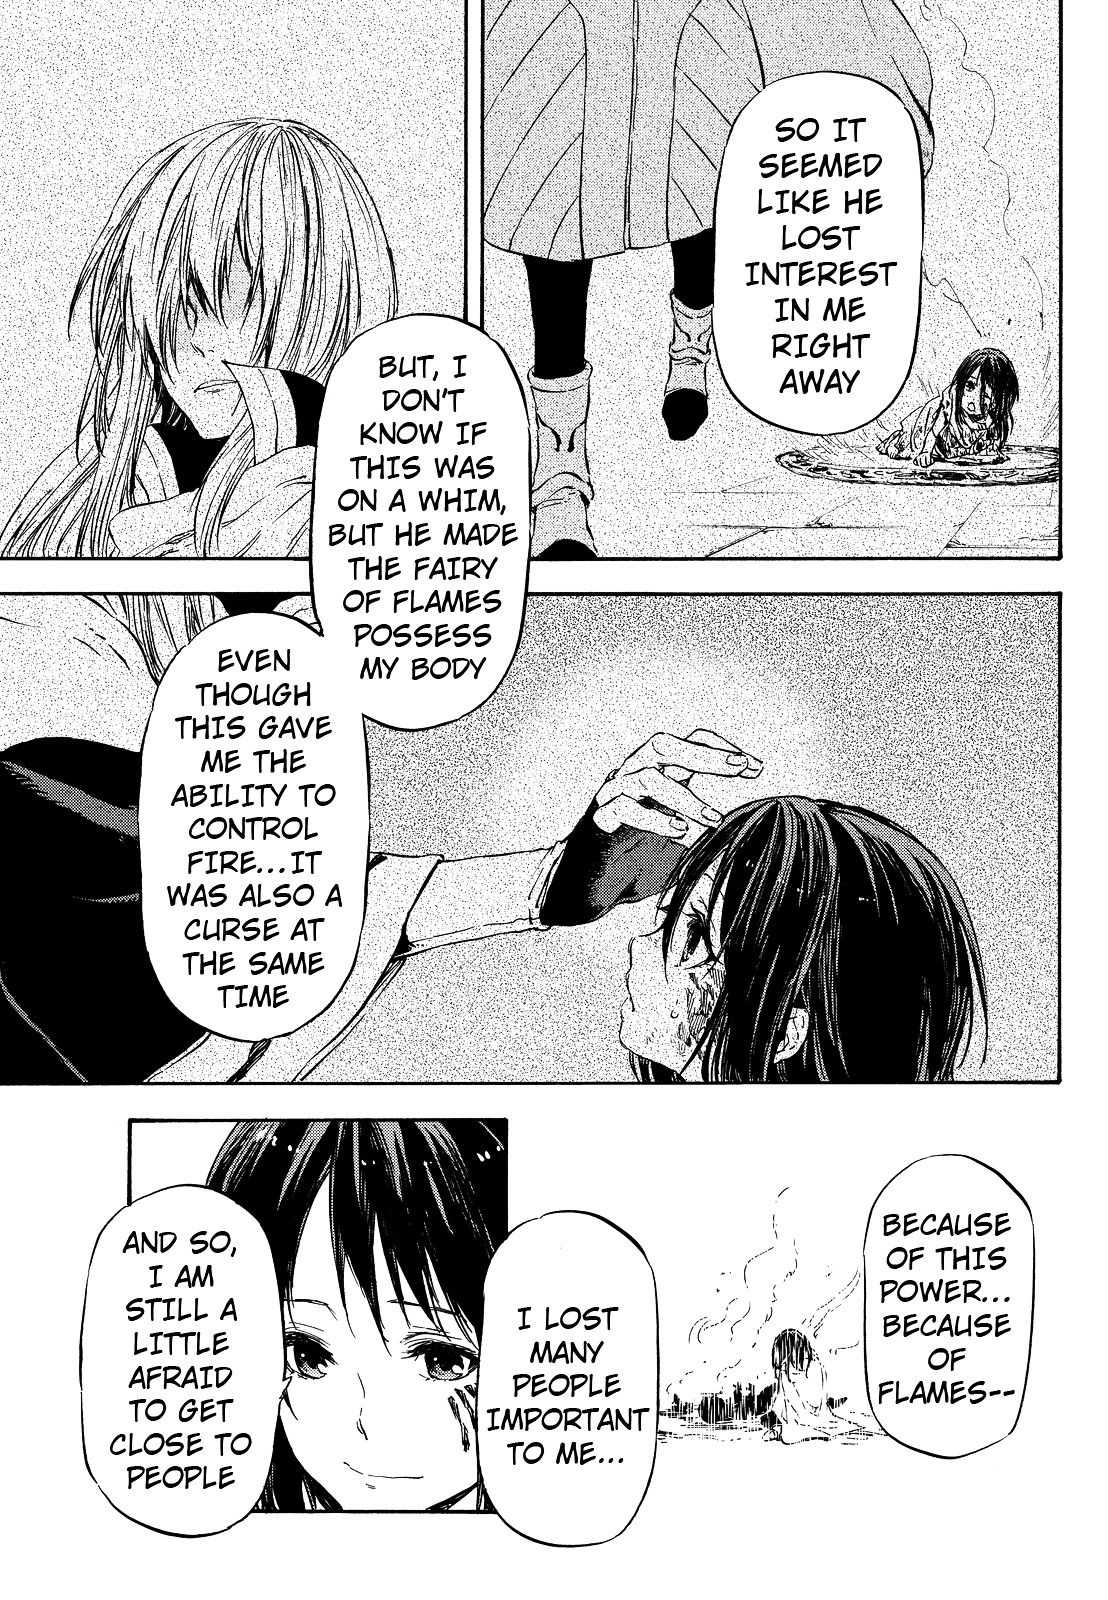 SO IT
SEEMED
LIKE HE
LOST
INTEREST
IN ME
RIGHT
AWAY
BUT, I
DON'T
KNOW IF
THIS WAS
ON A WHIM,
BUT HE MADE
THE FAIRY
OF FLAMES
POSSESS
MY BODY
EVEN
THOUGH
THIS GAVE
ME THE
ABILITY TO
CONTROL
FIRE...IT
WAS ALSO A
CURSE AT
THE SAME
TIME
BECAUSE
OF THIS
POWER...
BECAUSE
OF
FLAMES--
I LOST
MANY
PEOPLE
IMPORTANT
TO ME...
AND SO,
I AM
STILL A
LITTLE
AFRAID
TO GET
CLOSE TO
PEOPLE